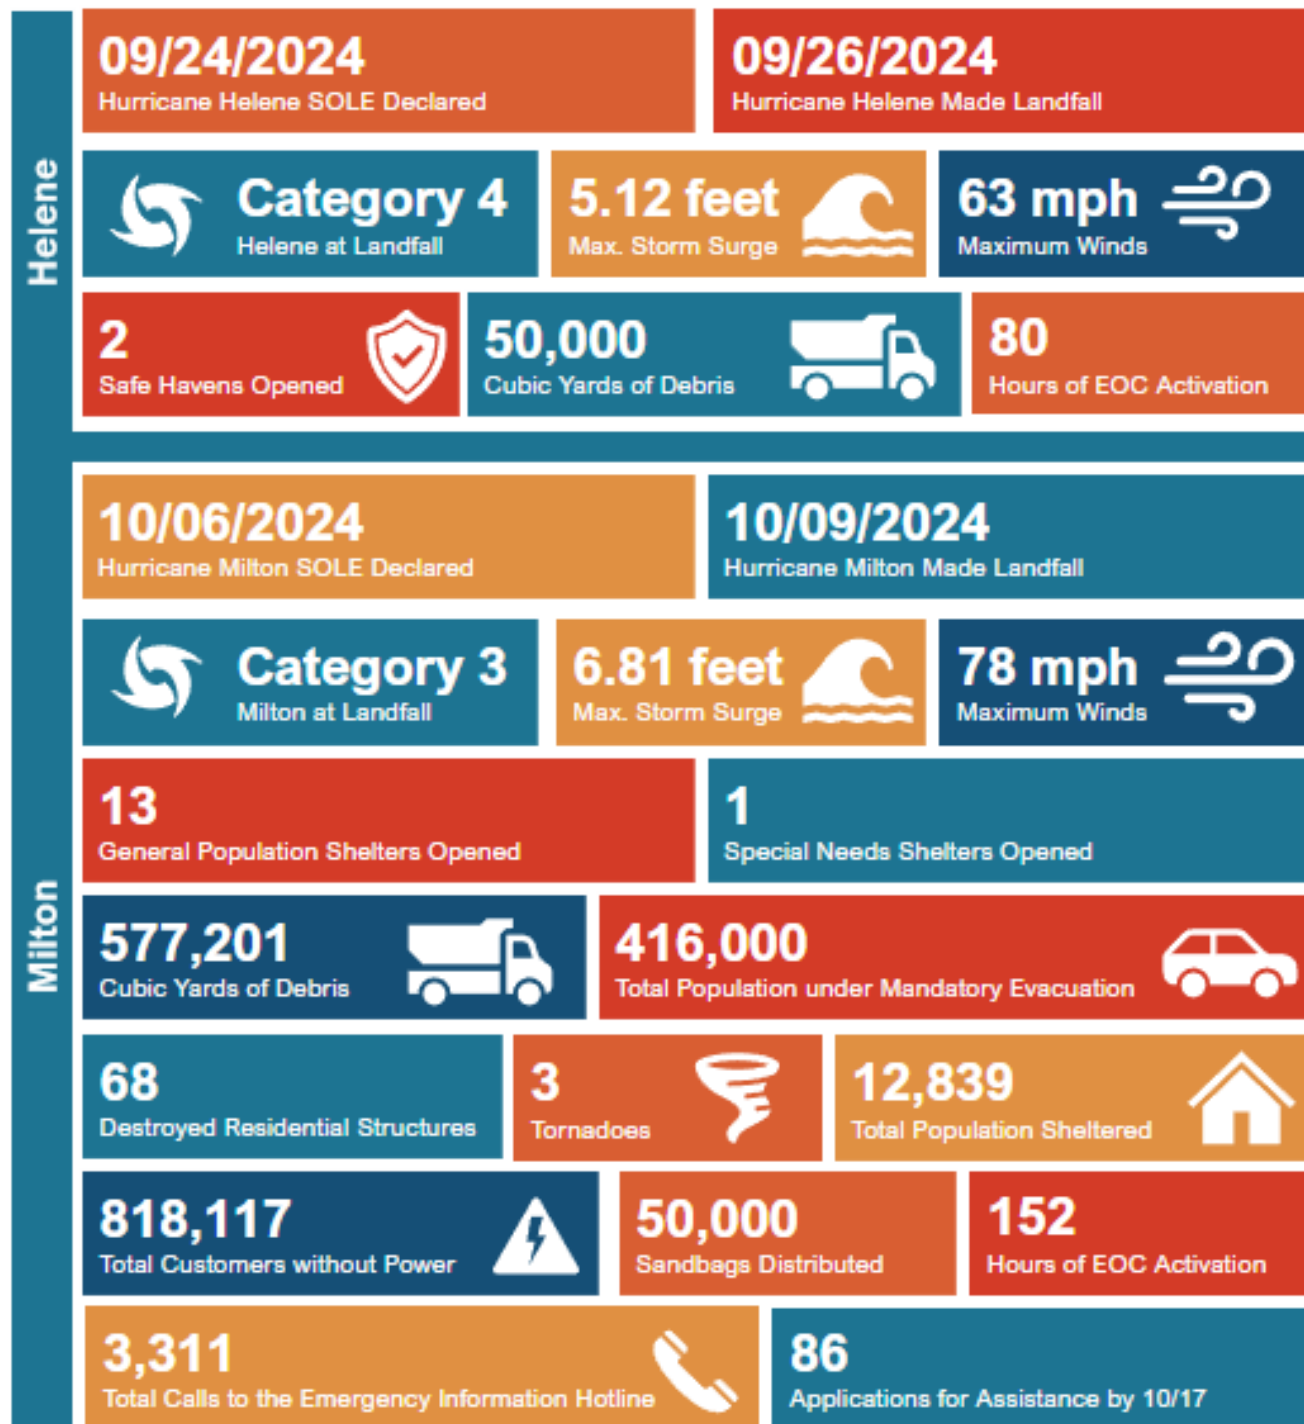 Helene
09/24/2024
Hurricane Helene SOLE Declared
09/26/2024
Hurricane Helene Made Landfall
Category 4
Helene at Landfall
5.12 feet
Max. Storm Surge
63 mph
Maximum Winds
2
Safe Havens Opened
50,000
Cubic Yards of Debris
80
Hours of EOC Activation
Milton
10/06/2024
Hurricane Milton SOLE Declared
10/09/2024
Hurricane Milton Made Landfall
Category 3
Milton at Landfall
6.81 feet
Max. Storm Surge
78 mph
Maximum Winds
13
General Population Shelters Opened
1
Special Needs Shelters Opened
577,201
Cubic Yards of Debris
416,000
Total Population under Mandatory Evacuation
68
Destroyed Residential Structures
3
Tornadoes
12,839
Total Population Sheltered
818,117
Total Customers without Power
50,000
Sandbags Distributed
152
Hours of EOC Activation
3,311
Total Calls to the Emergency Information Hotline
86
Applications for Assistance by 10/17